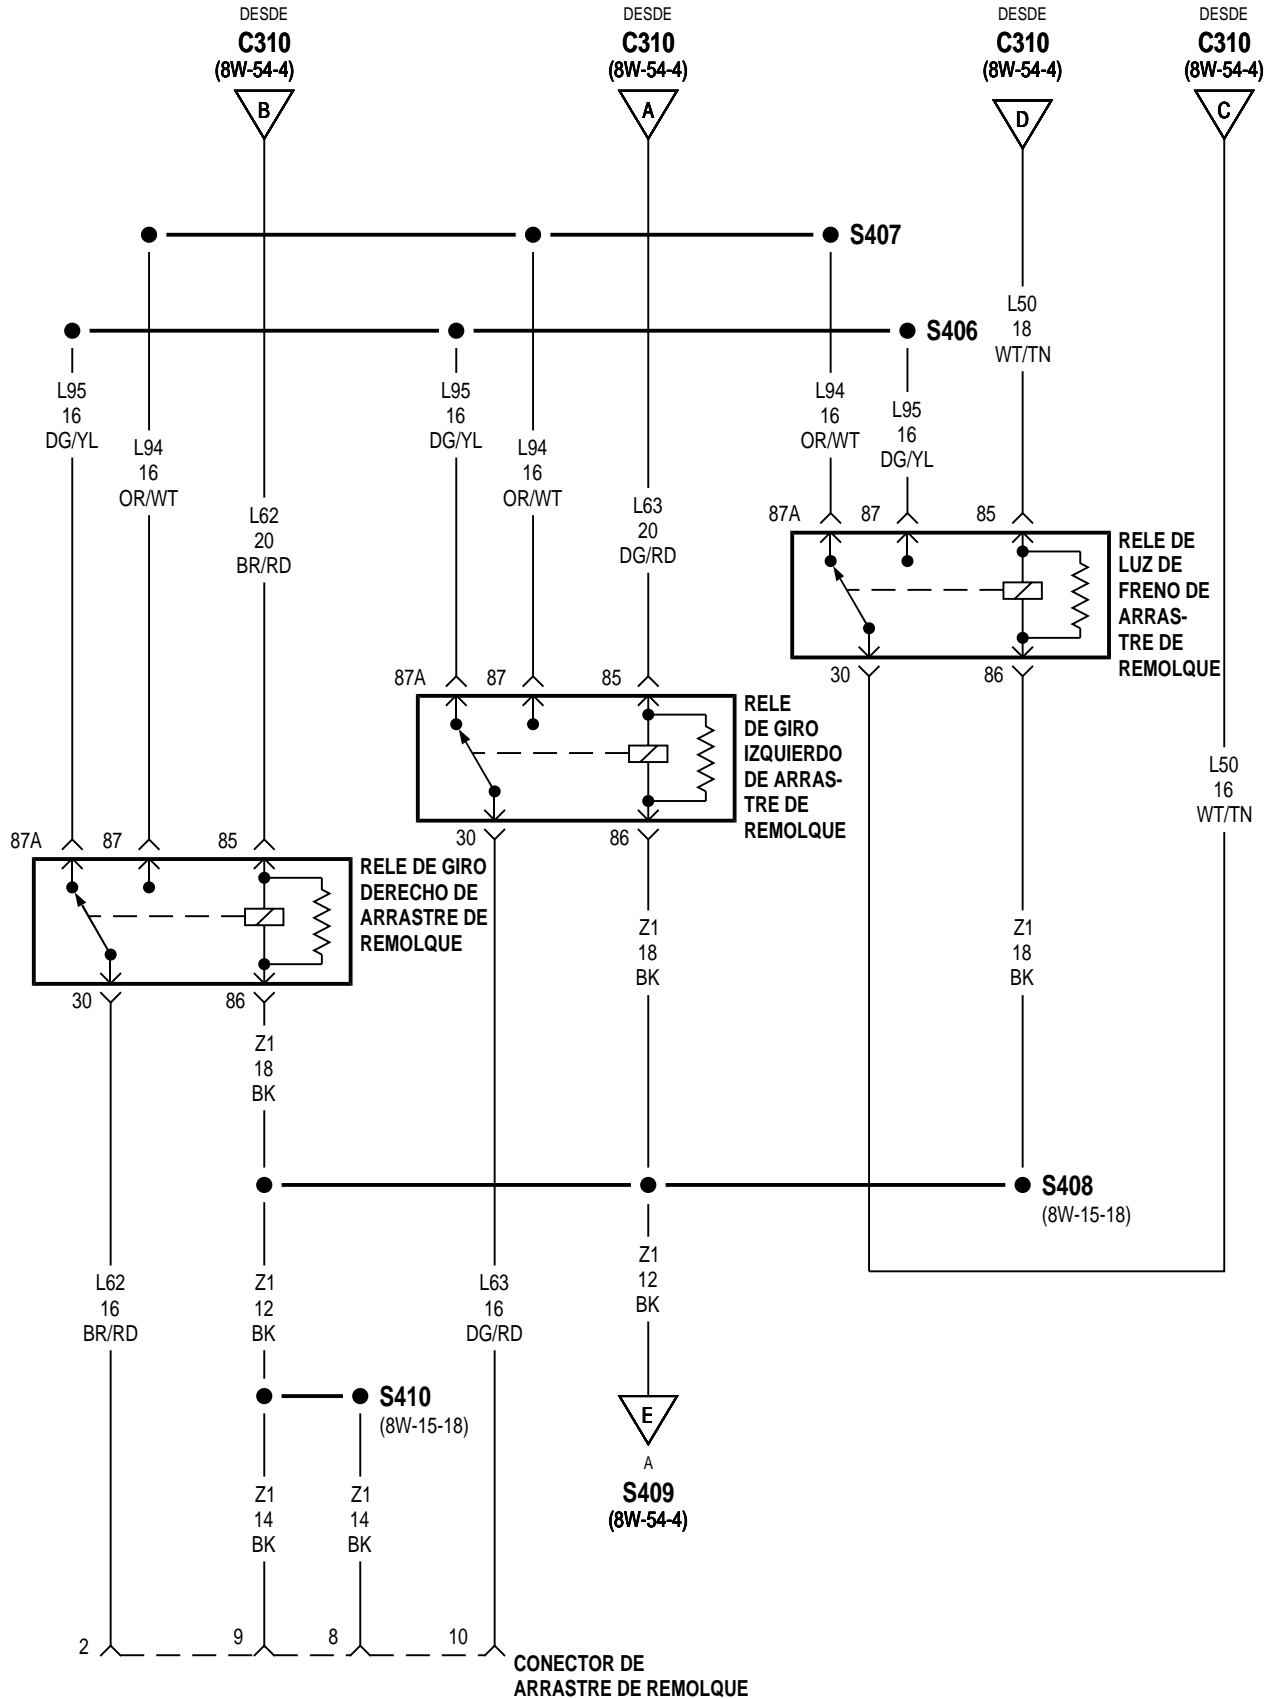 DESDE
C310
(8W-54-4)
B
DESDE
C310
(8W-54-4)
A
DESDE
C310
(8W-54-4)
D
DESDE
C310
(8W-54-4)
C
S407
S406
L50
18
WT/TN
L95
16
DG/YL
L94
16
OR/WT
L62
20
BR/RD
L95
16
DG/YL
L94
16
OR/WT
L63
20
DG/RD
L94
16
OR/WT
L95
16
DG/YL
87A
87
85
RELE DE
LUZ DE
FRENO DE
ARRAS-
TRE DE
REMOLQUE
30
86
87A
87
85
RELE
DE GIRO
IZQUIERDO
DE ARRAS-
TRE DE
REMOLQUE
30
86
L50
16
WT/TN
87A
87
85
RELE DE GIRO
DERECHO DE
ARRASTRE DE
REMOLQUE
30
86
Z1
18
BK
Z1
18
BK
Z1
18
BK
S408
(8W-15-18)
L62
16
BR/RD
Z1
12
BK
L63
16
DG/RD
Z1
12
BK
S410
(8W-15-18)
E
A
S409
(8W-54-4)
Z1
14
BK
Z1
14
BK
2
9
8
10
CONECTOR DE
ARRASTRE DE REMOLQUE